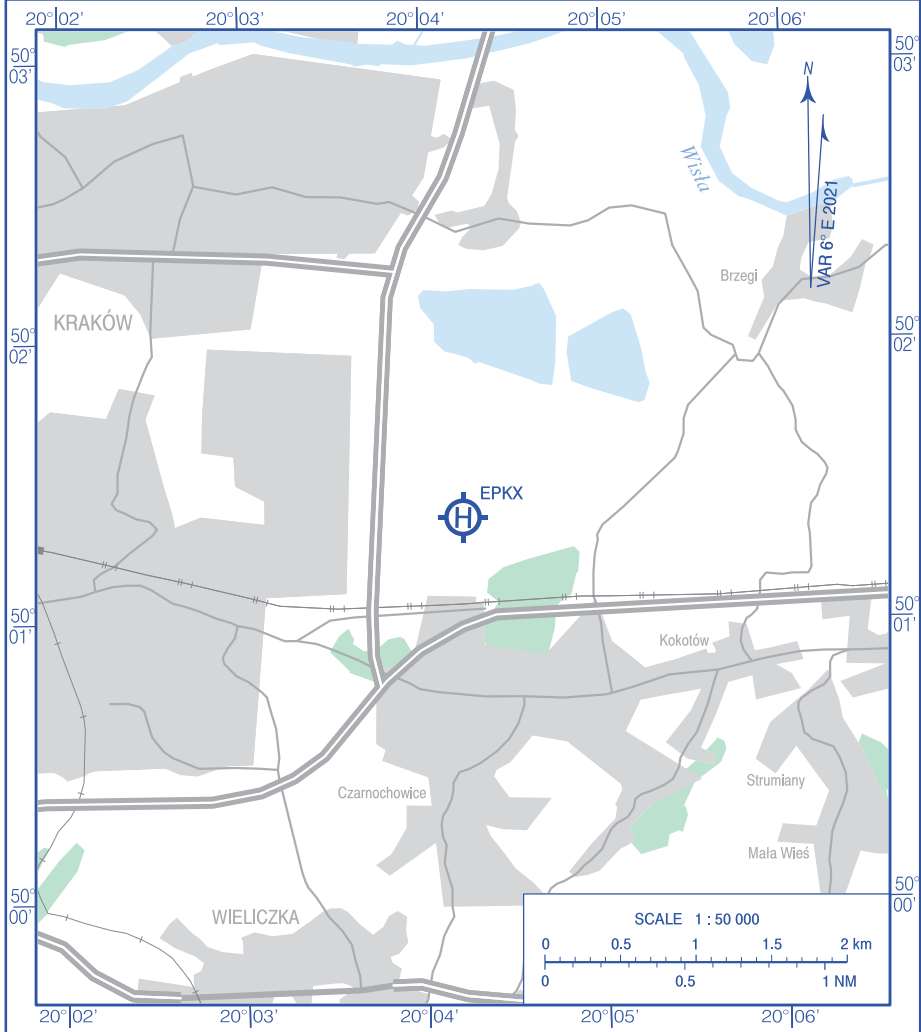 20°02' 20°03' 20°04' 20°05' 20°06'
50°
03'
50°
03'
N
Wisła
VAR 6° E 2021
Brzegi
KRAKÓW
50°
02'
50°
02'
EPKX
H
50°
01'
50°
01'
Kokotów
Strumiany
Czarnochowice
Mała Wieś
50°
00'
50°
00'
WIELICZKA
SCALE 1 : 50 000
0 0.5 1 1.5 2 km
0 0.5 1 NM
20°02' 20°03' 20°04' 20°05' 20°06'